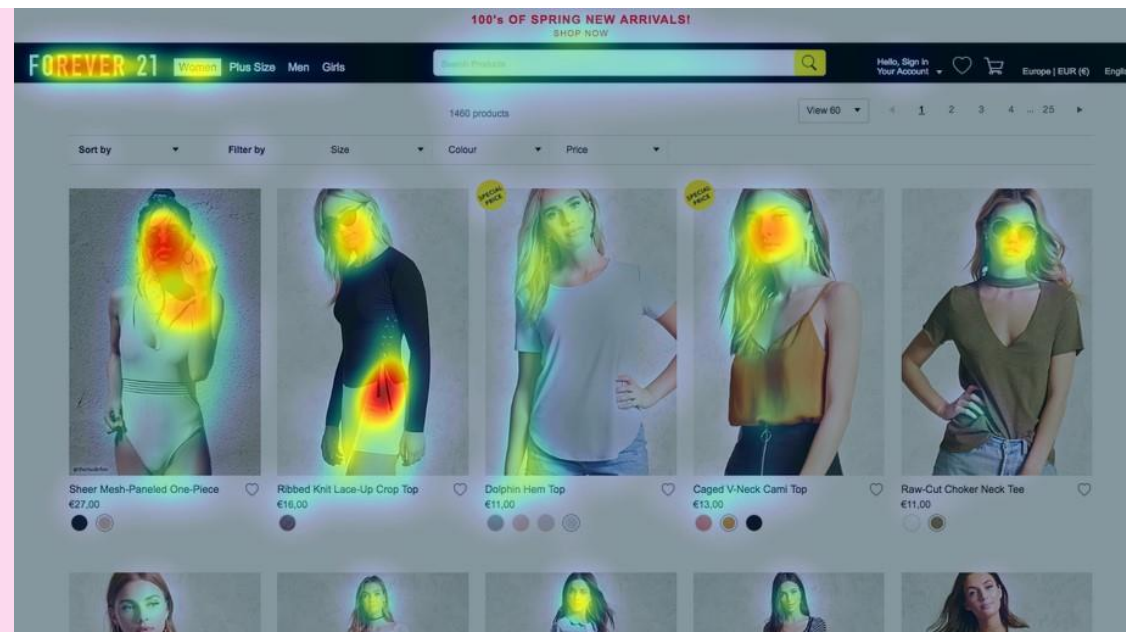 100's OF SPRING NEW ARRIVALS!
SHOP NOW
FOREVER 21 Women Plus Size Men Girls Search Products Hello, Sign In Your Account Europe | EUR (€)
1460 products View 60 1 2 3 4 ... 25
Sort by Filter by Size Colour Price
SPECIAL PRICE SPECIAL PRICE
Sheer Mesh-Paneled One-Piece Ribbed Knit Lace-Up Crop Top Dolphin Hem Top Caged V-Neck Cami Top Raw-Cut Choker Neck Tee
€27,00 €16,00 €11,00 €13,00 €11,00